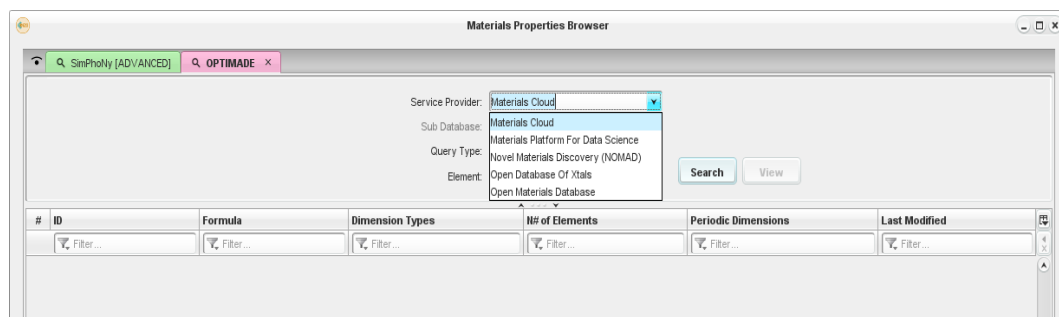 Materials Properties Browser
SimPhoNy [ADVANCED] OPTIMADE ×
Service Provider: Materials Cloud
Sub Database: Materials Cloud
Materials Platform For Data Science
Query Type:
Novel Materials Discovery (NOMAD)
Element: Open Database Of Xtals Search View
Open Materials Database
# ID Formula Dimension Types N# of Elements Periodic Dimensions Last Modified
Filter... Filter... Filter... Filter... Filter... Filter...